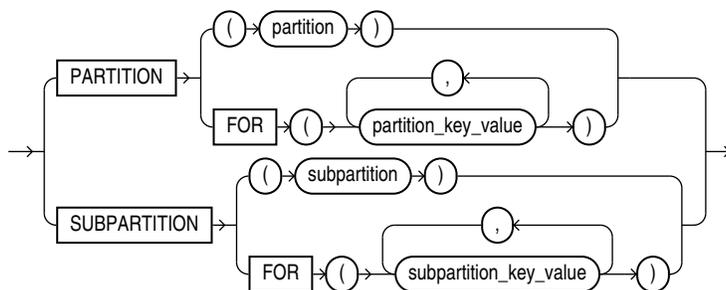 ( partition )
,
PARTITION
FOR ( partition_key_value )
( subpartition )
,
SUBPARTITION
FOR ( subpartition_key_value )